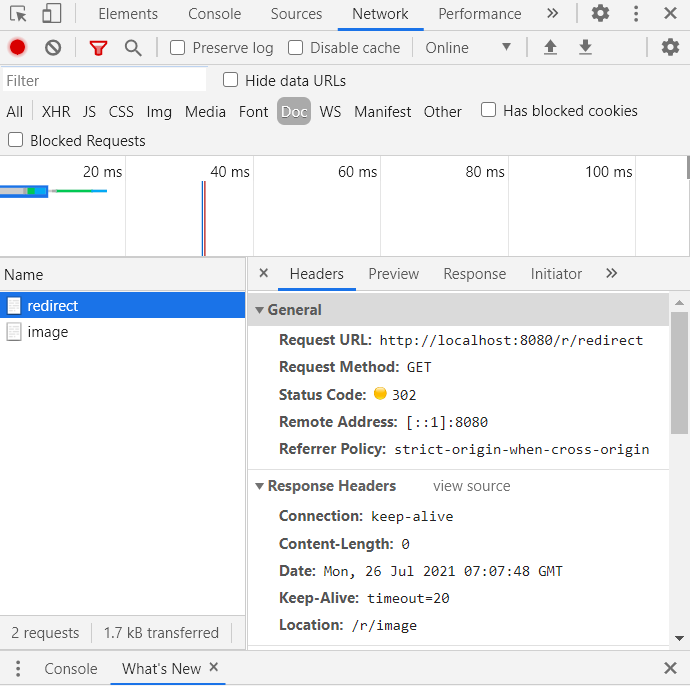 Elements Console Sources Network Performance
Preserve log Disable cache Online
Filter Hide data URLs
All XHR JS CSS Img Media Font Doc WS Manifest Other Has blocked cookies
Blocked Requests
20 ms 40 ms 60 ms 80 ms 100 ms
Name
Headers Preview Response Initiator
redirect
image
General
Request URL: http://localhost:8080/r/redirect
Request Method: GET
Status Code: 302
Remote Address: [::1]:8080
Referrer Policy: strict-origin-when-cross-origin
Response Headers view source
Connection: keep-alive
Content-Length: 0
Date: Mon, 26 Jul 2021 07:07:48 GMT
Keep-Alive: timeout=20
Location: /r/image
2 requests 1.7 kB transferred
Console What's New